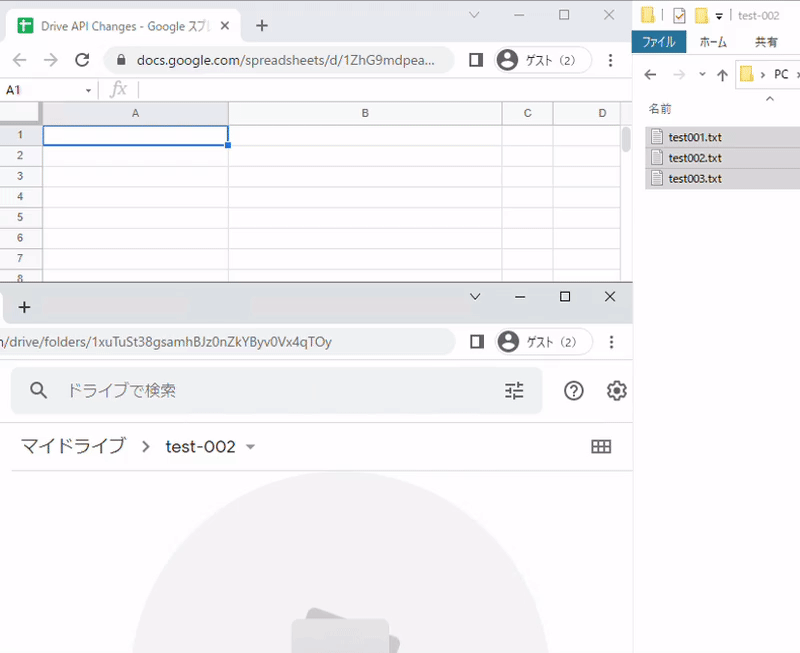 Drive API Changes - Google スプ
docs.google.com/spreadsheets/d/1ZhG9mdpea...
ゲスト (2)
A1
fx
A
B
C
D
1
2
3
4
5
6
7
8
/drive/folders/1xuTuSt38gsamhBJz0nZkYByv0Vx4qTOy
ゲスト (2)
ドライブで検索
マイドライブ > test-002
test-002
ファイル
ホーム
共有
PC
名前
test001.txt
test002.txt
test003.txt